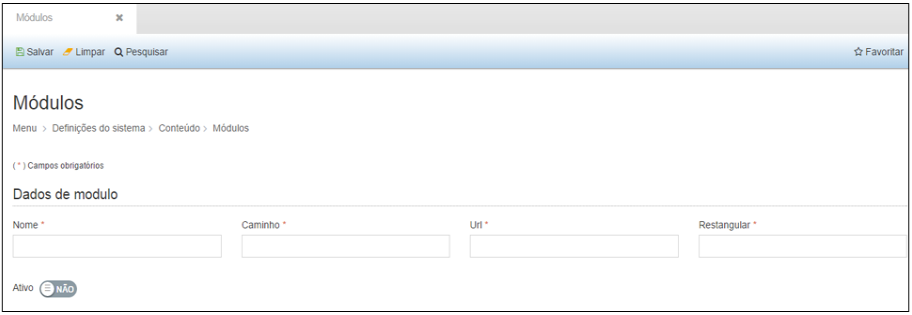 Módulos
Salvar Limpar Pesquisar Favoritar
Módulos
Menu > Definições do sistema > Conteúdo > Módulos
( * ) Campos obrigatórios
Dados de modulo
Nome * Caminho * Url * Restangular *
Ativo NÃO